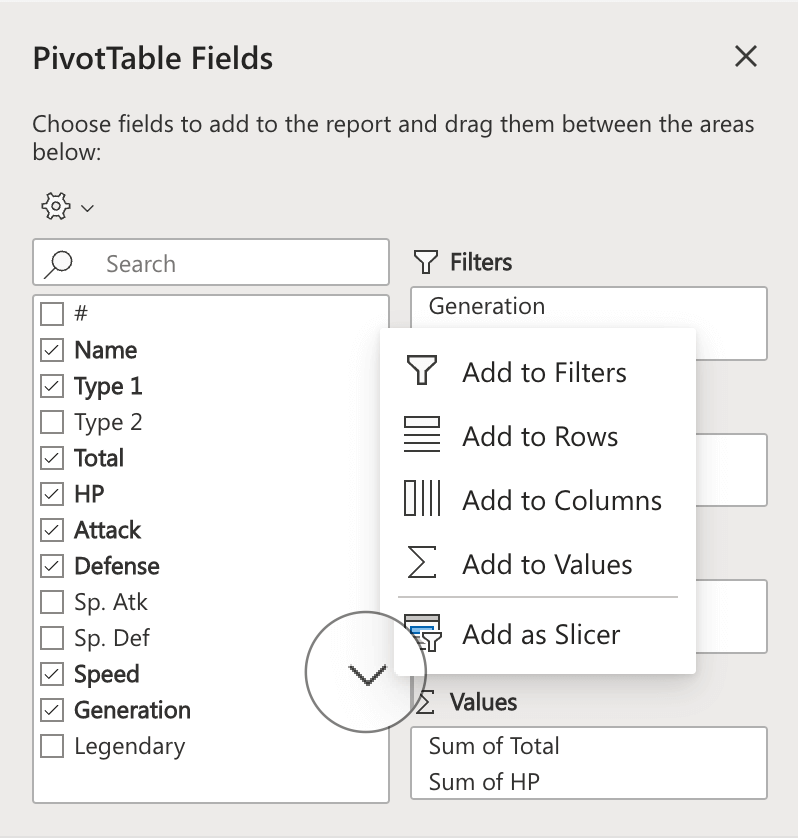 PivotTable Fields
Choose fields to add to the report and drag them between the areas
below:
Search
#
Name
Type 1
Type 2
Total
HP
Attack
Defense
Sp. Atk
Sp. Def
Speed
Generation
Legendary
Filters
Generation
Add to Filters
Add to Rows
Add to Columns
Add to Values
Add as Slicer
Values
Sum of Total
Sum of HP